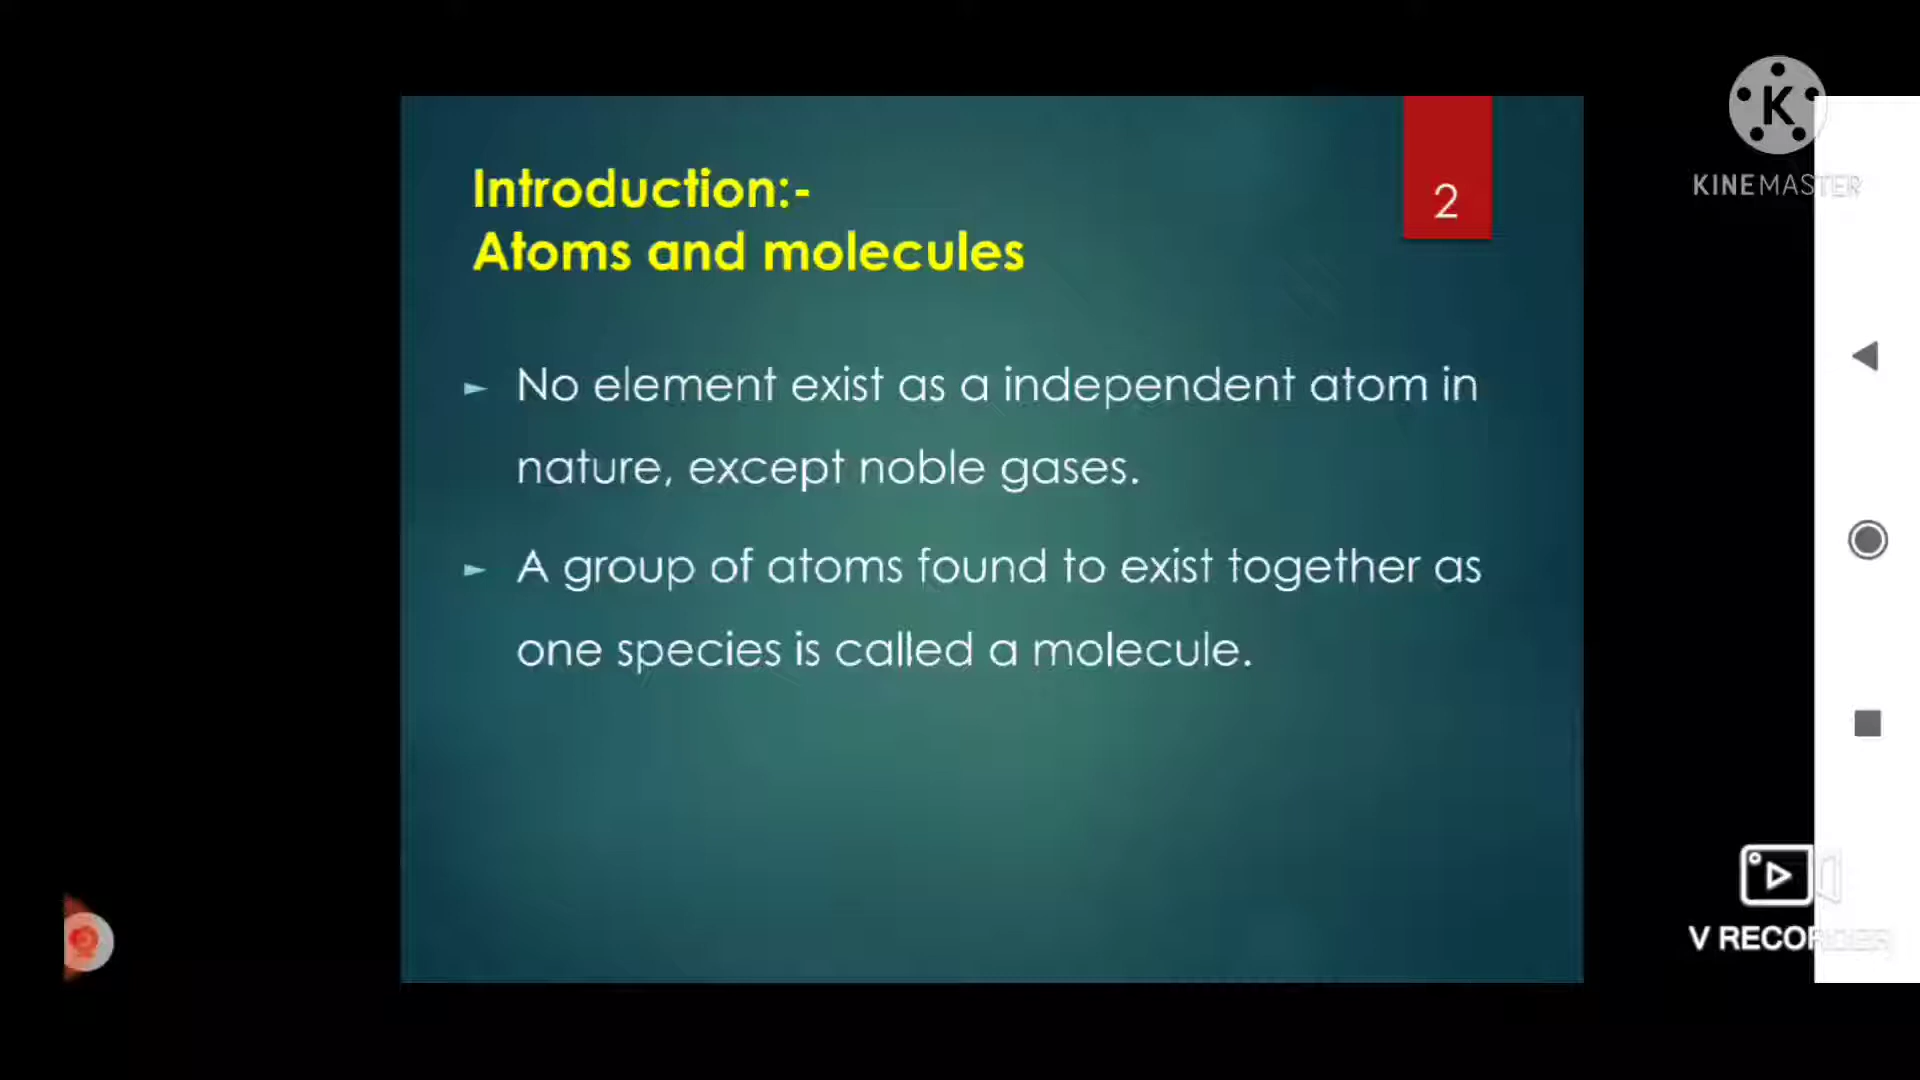 Introduction:-
Atoms and molecules
2
► No element exist as a independent atom in
nature, except noble gases.
► A group of atoms found to exist together as
one species is called a molecule.
K
KINEMASTER
V RECORDER